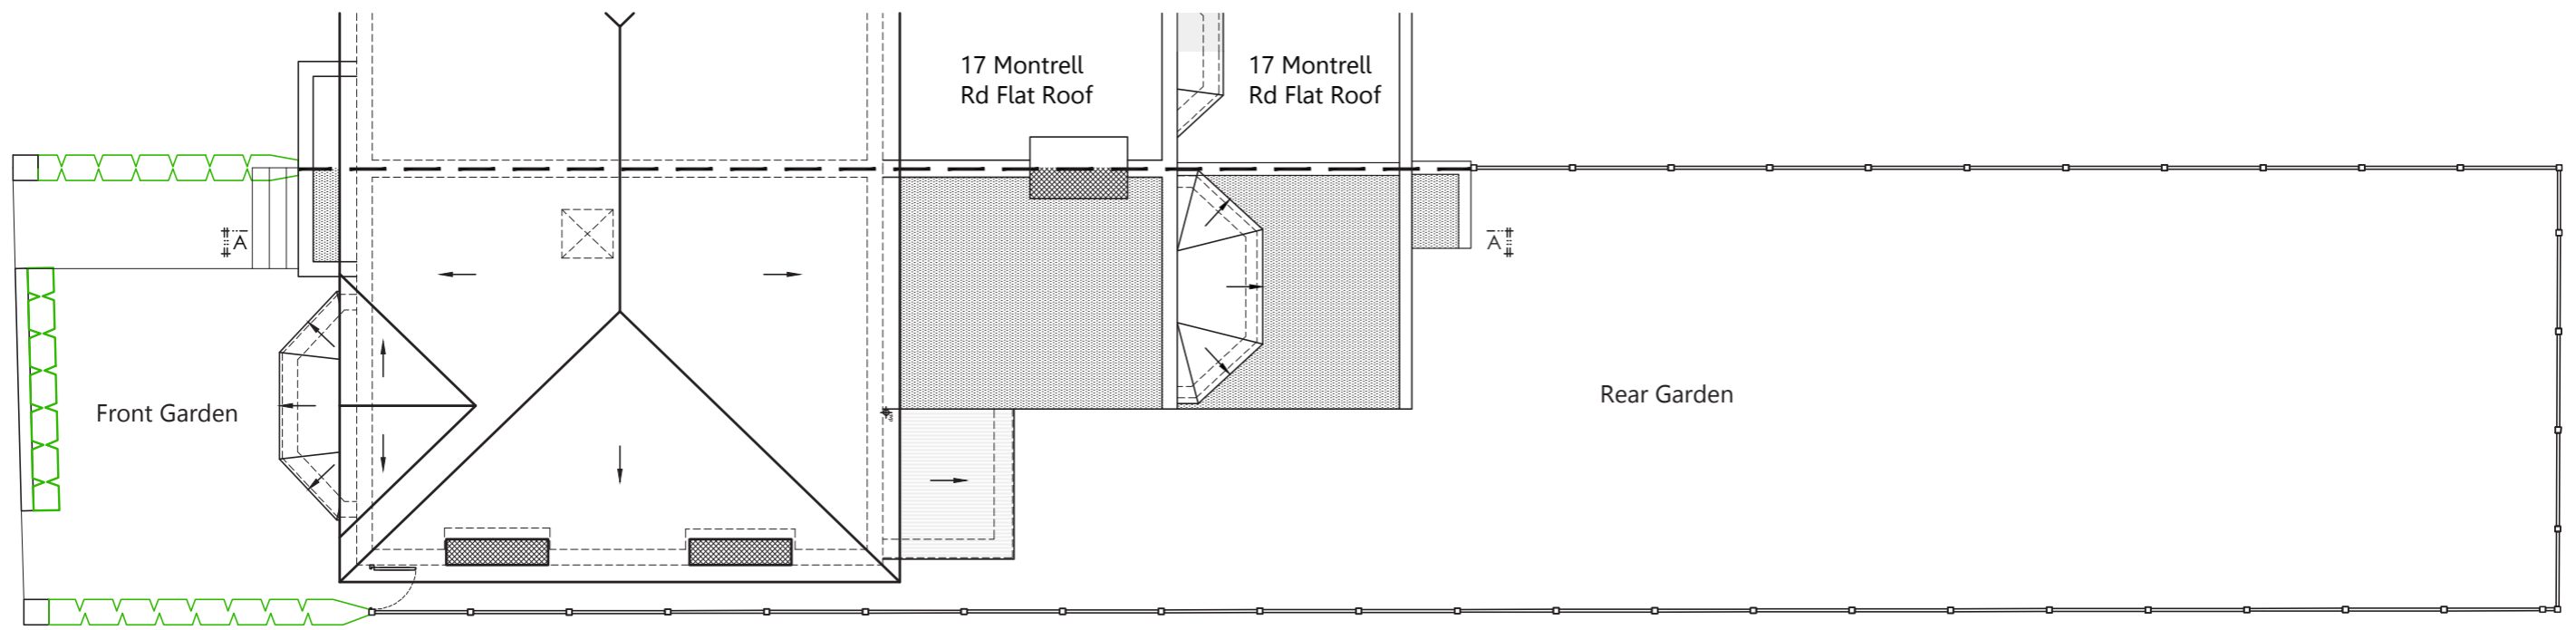 17 Montrell
Rd Flat Roof
17 Montrell
Rd Flat Roof
A
A
Front Garden
Rear Garden